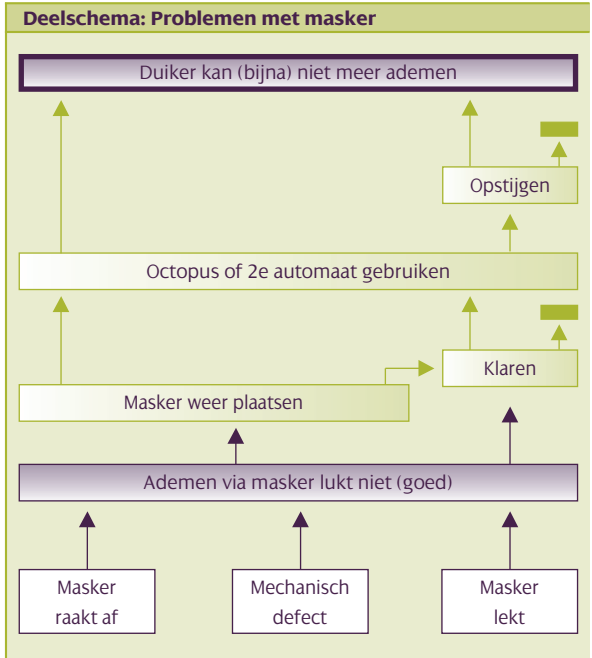 Deelschema: Problemen met masker
Duiker kan (bijna) niet meer ademen
Opstijgen
Octopus of 2e automaat gebruiken
Klaren
Masker weer plaatsen
Ademen via masker lukt niet (goed)
Masker
raakt af
Mechanisch
defect
Masker
lekt